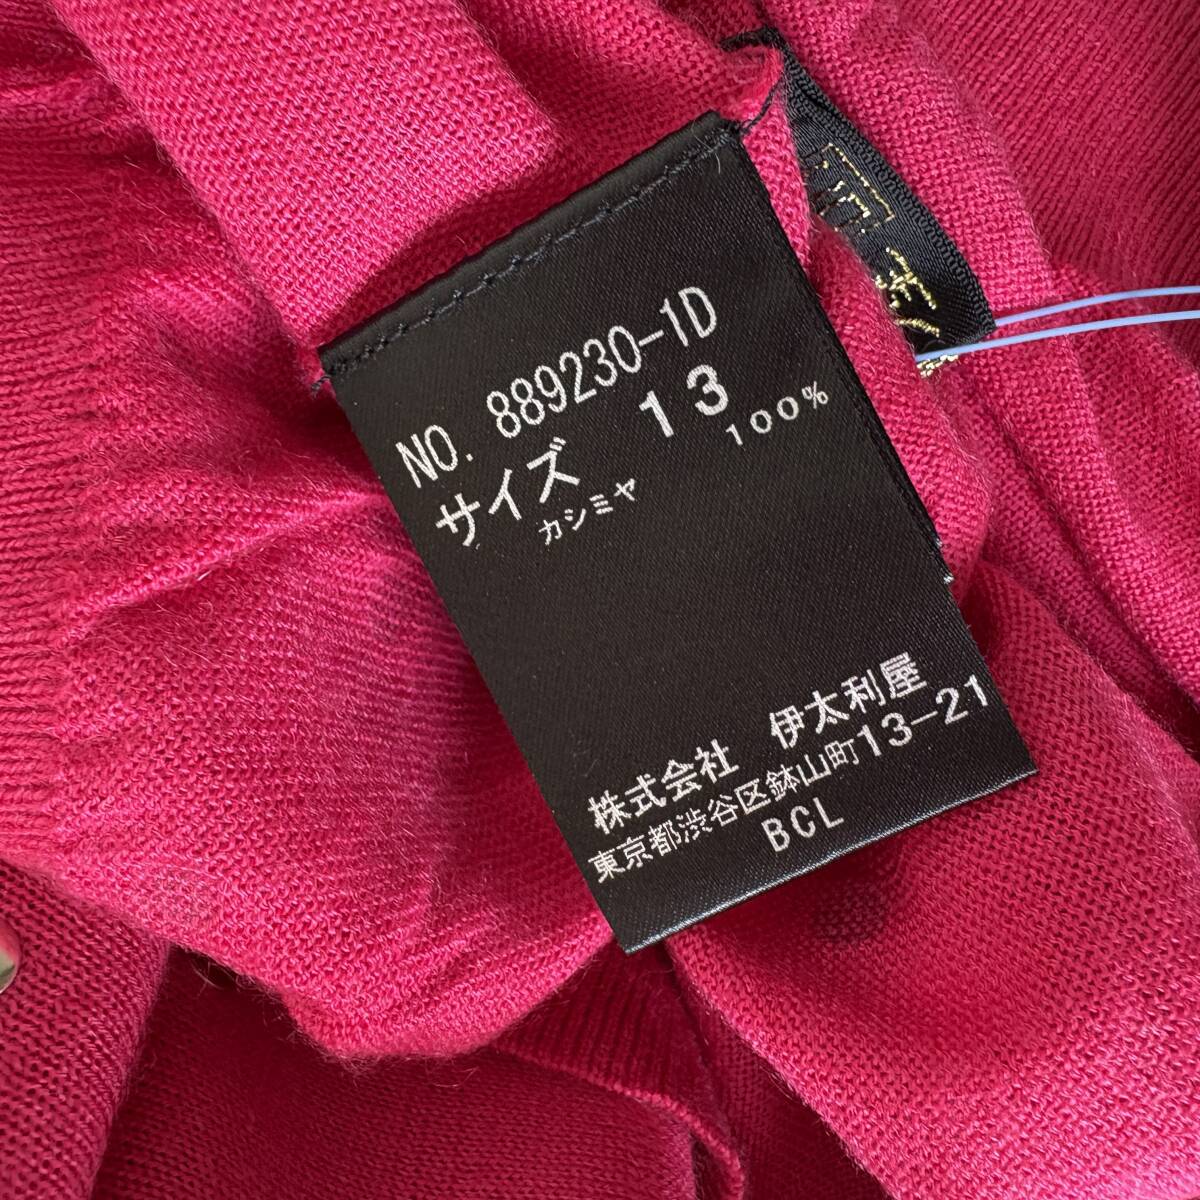 NO. 889230-1D
サイズ 13
カシミヤ 100%
株式会社 伊太利屋
東京都渋谷区鉢山町13-21
BCL